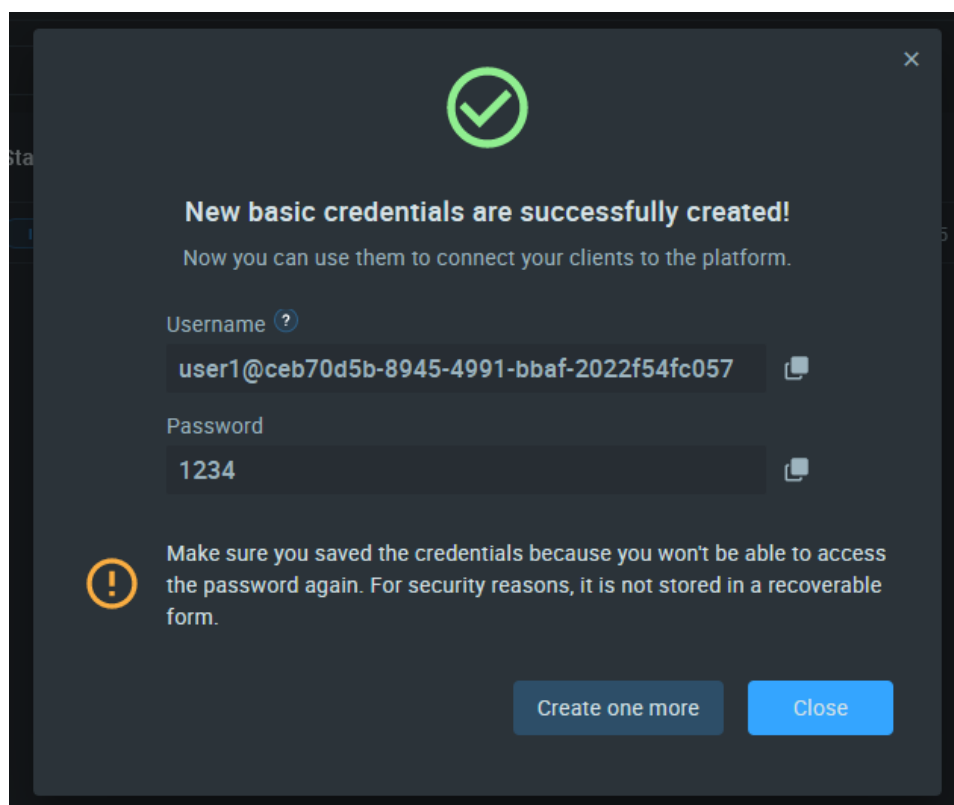 New basic credentials are successfully created!
Now you can use them to connect your clients to the platform.
Username ?
user1@ceb70d5b-8945-4991-bbaf-2022f54fc057
Password
1234
Make sure you saved the credentials because you won't be able to access
the password again. For security reasons, it is not stored in a recoverable
form.
Create one more
Close